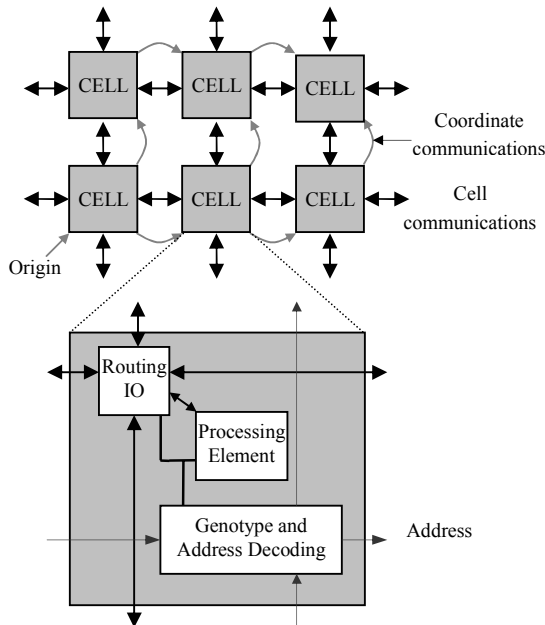 CELL CELL CELL
Coordinate
communications
CELL CELL CELL
Cell
communications
Origin
Routing
IO
Processing
Element
Genotype and
Address Decoding
Address